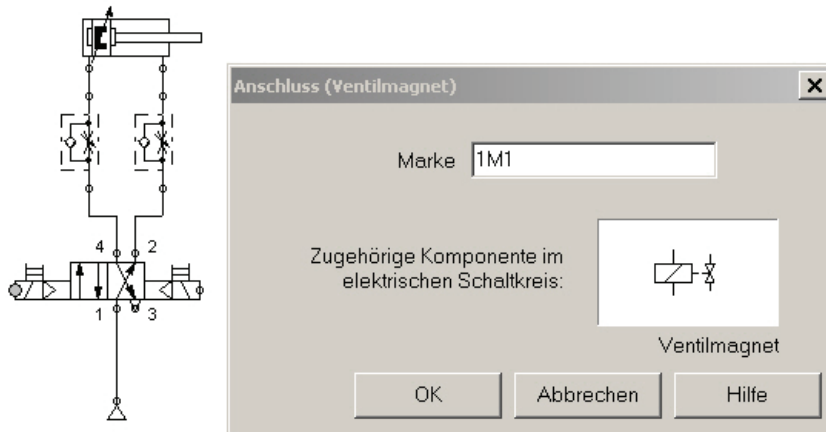 4 2
1 3
Anschluss (Ventilmagnet)
Marke 1M1
Zugehörige Komponente im
elektrischen Schaltkreis:
Ventilmagnet
OK Abbrechen Hilfe